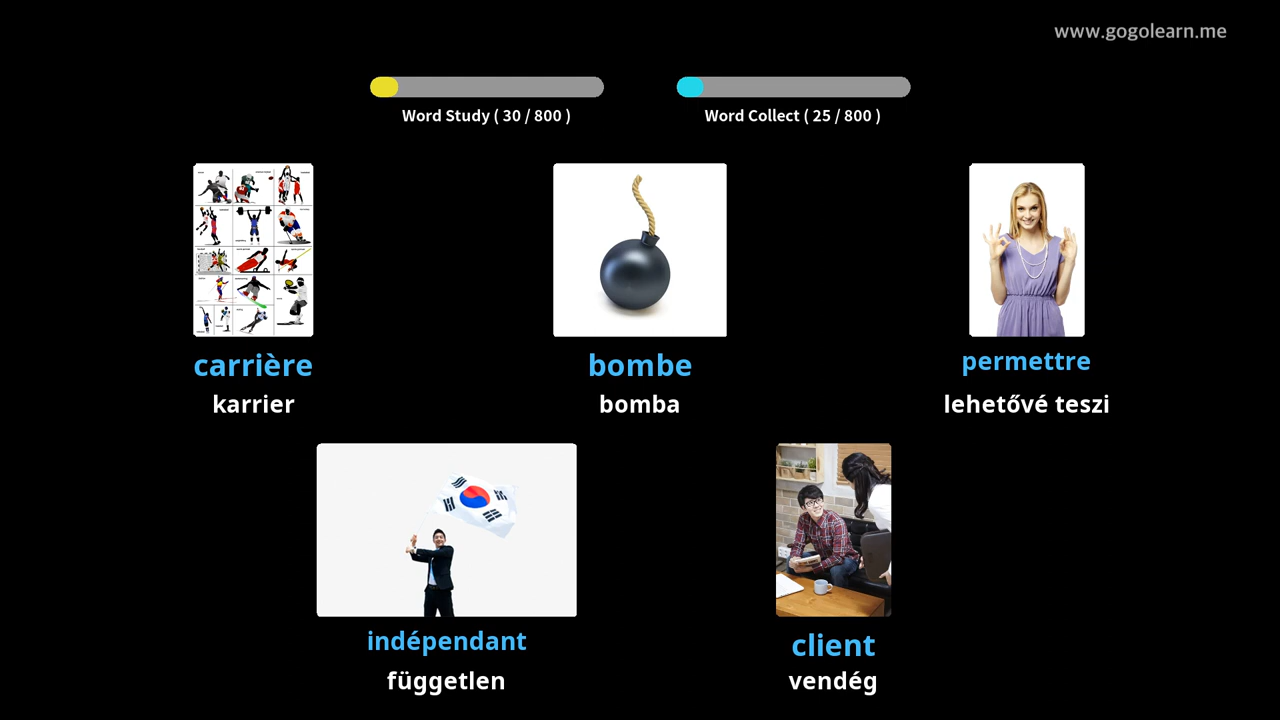 www.gogolearn.me
Word Study ( 30 / 800 )
Word Collect ( 25 / 800 )
carrière
bombe
permettre
karrier
bomba
lehetővé teszi
indépendant
client
független
vendég